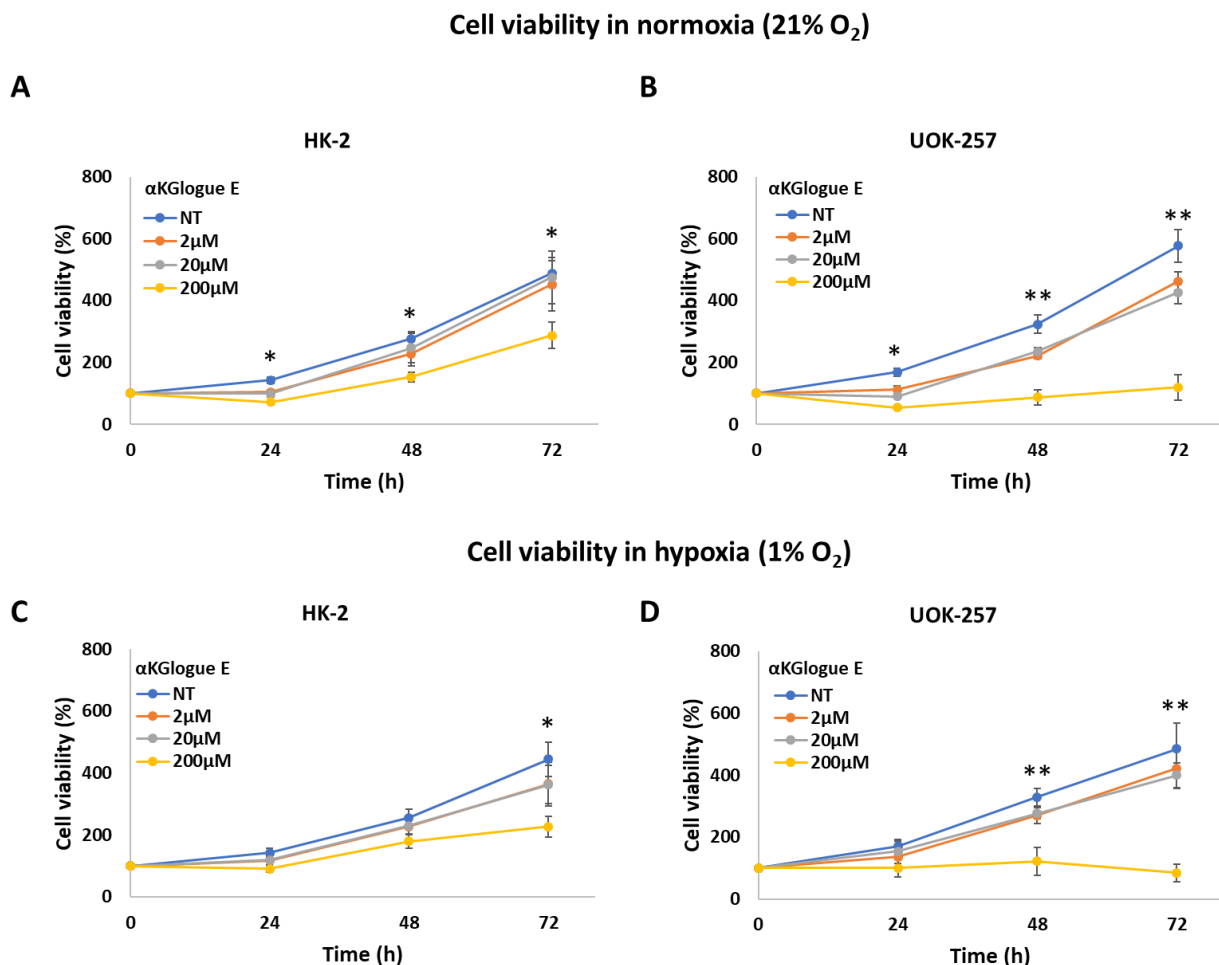 Cell viability in normoxia (21% O₂)
A
B
HK-2
UOK-257
Cell viability (%)
800
600
400
200
0
αKGlogue E
NT
2µM
20µM
200µM
*
*
*
0 24 48 72
Time (h)
Cell viability (%)
800
600
400
200
0
αKGlogue E
NT
2µM
20µM
200µM
*
**
**
0 24 48 72
Time (h)
Cell viability in hypoxia (1% O₂)
C
D
HK-2
UOK-257
Cell viability (%)
800
600
400
200
0
αKGlogue E
NT
2µM
20µM
200µM
*
0 24 48 72
Time (h)
Cell viability (%)
800
600
400
200
0
αKGlogue E
NT
2µM
20µM
200µM
**
**
0 24 48 72
Time (h)